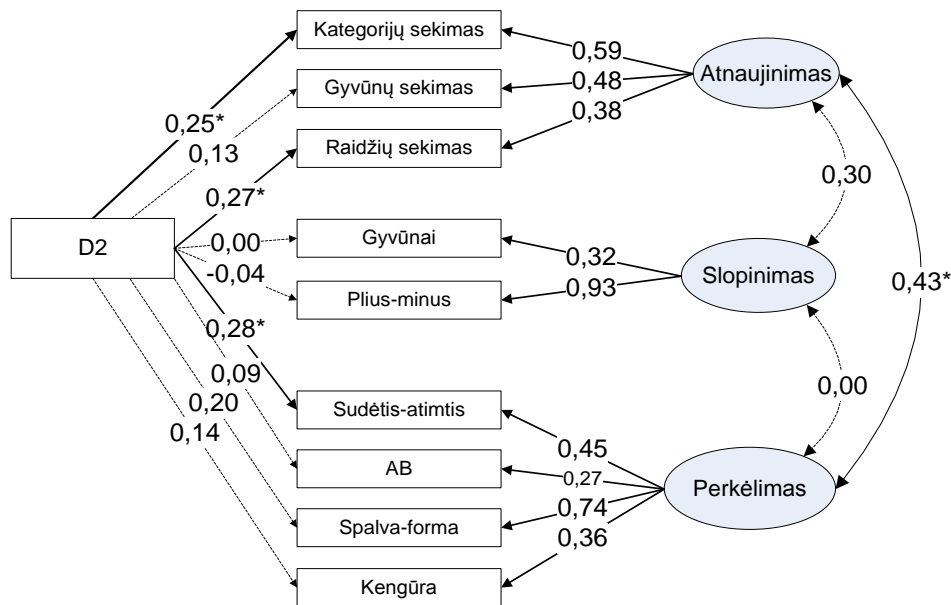 Kategorijų sekimas
0,59
Atnaujinimas
Gyvūnų sekimas
0,48
0,25*
0,38
0,13
Raidžių sekimas
0,30
0,27*
D2
0,00
Gyvūnai
0,32
Slopinimas
0,43*
-0,04
Plius-minus
0,93
0,28*
0,09
0,00
0,20
Sudėtis-atimtis
0,14
0,45
AB
0,27
Perkėlimas
0,74
Spalva-forma
0,36
Kengūra